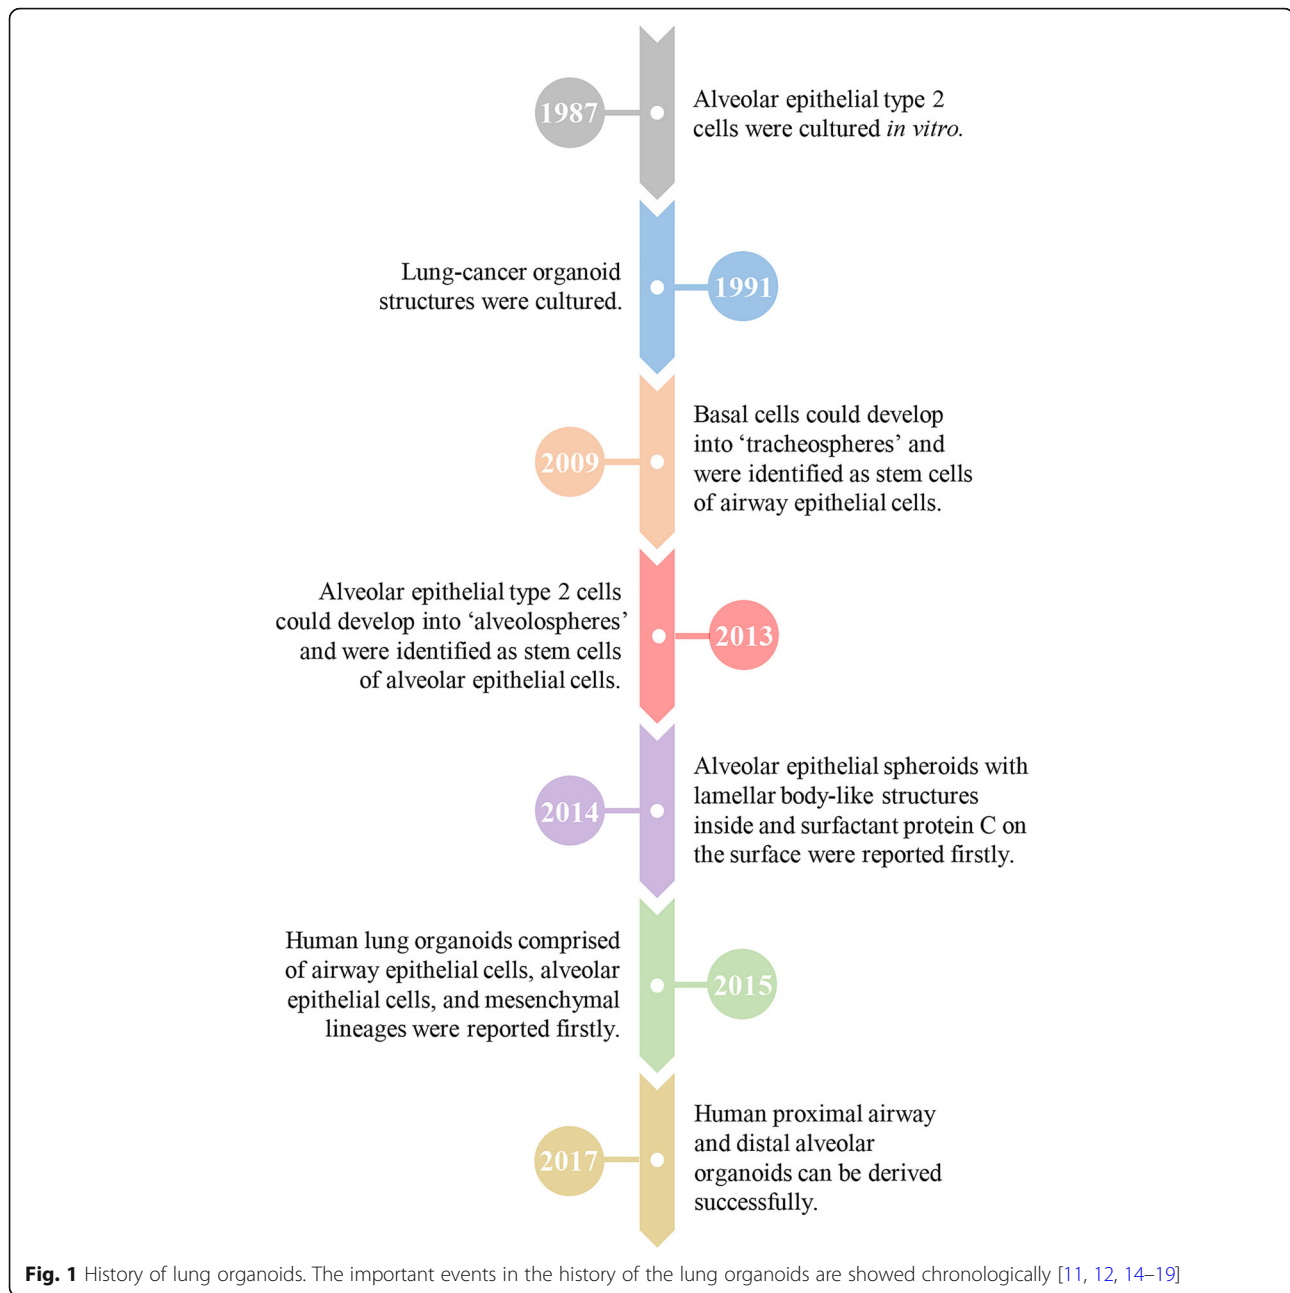 1987
Alveolar epithelial type 2
cells were cultured in vitro.
Lung-cancer organoid
structures were cultured.
1991
2009
Basal cells could develop
into ‘tracheospheres’ and
were identified as stem cells
of airway epithelial cells.
Alveolar epithelial type 2 cells
could develop into ‘alveolospheres’
and were identified as stem cells
of alveolar epithelial cells.
2013
2014
Alveolar epithelial spheroids with
lamellar body-like structures
inside and surfactant protein C on
the surface were reported firstly.
Human lung organoids comprised
of airway epithelial cells, alveolar
epithelial cells, and mesenchymal
lineages were reported firstly.
2015
2017
Human proximal airway
and distal alveolar
organoids can be derived
successfully.
Fig. 1 History of lung organoids. The important events in the history of the lung organoids are showed chronologically [11, 12, 14–19]